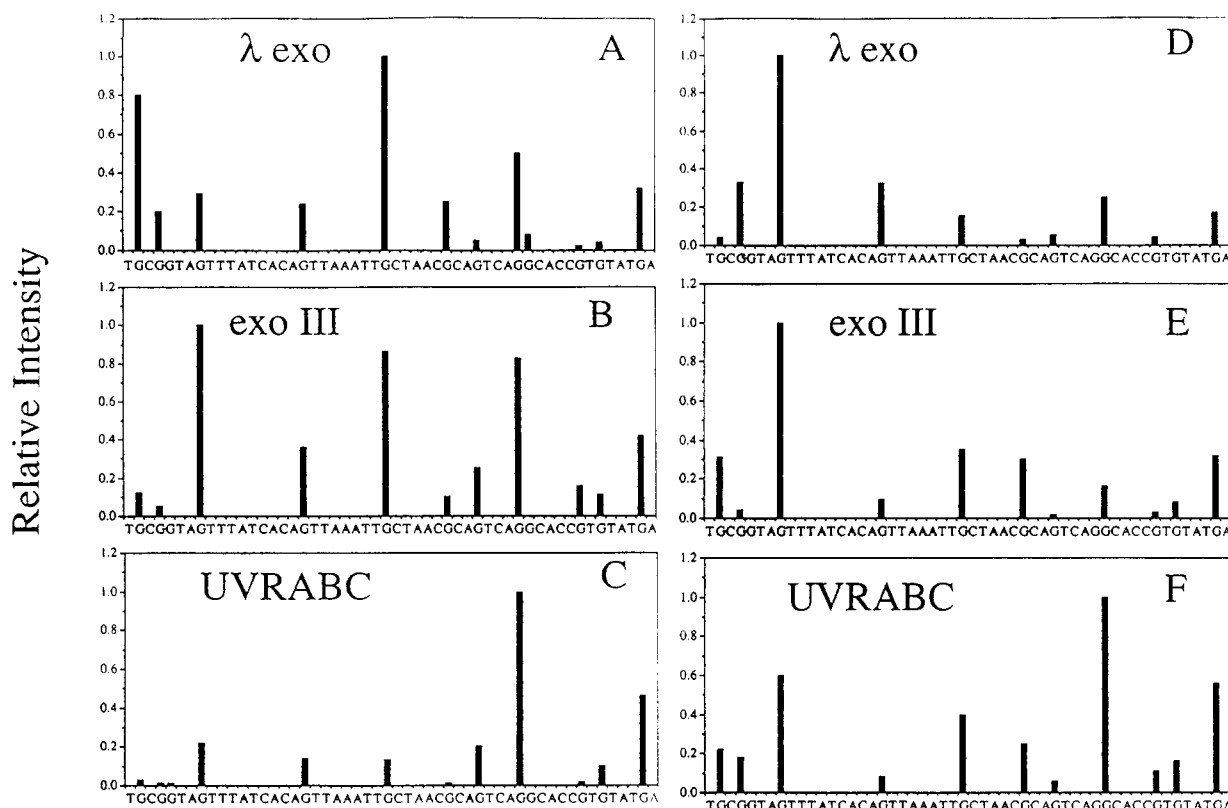 Relative Intensity
λ exo
A
1.2
1.0
0.8
0.6
0.4
0.2
0.0
TGCGGTAGTTTATCACAGTTAAATTGCTAACGCAGTCAGGCACCGTGTATGA
λ exo
D
1.2
1.0
0.8
0.6
0.4
0.2
0.0
TGCGGTAGTTTATCACAGTTAAATTGCTAACGCAGTCAGGCACCGTGTATGA
exo III
B
1.2
1.0
0.8
0.6
0.4
0.2
0.0
TGCGGTAGTTTATCACAGTTAAATTGCTAACGCAGTCAGGCACCGTGTATGA
exo III
E
1.2
1.0
0.8
0.6
0.4
0.2
0.0
TGCGGTAGTTTATCACAGTTAAATTGCTAACGCAGTCAGGCACCGTGTATGA
UVRABC
C
1.2
1.0
0.8
0.6
0.4
0.2
0.0
TGCGGTAGTTTATCACAGTTAAATTGCTAACGCAGTCAGGCACCGTGTATGA
UVRABC
F
1.2
1.0
0.8
0.6
0.4
0.2
0.0
TGCGGTAGTTTATCACAGTTAAATTGCTAACGCAGTCAGGCACCGTGTATGA